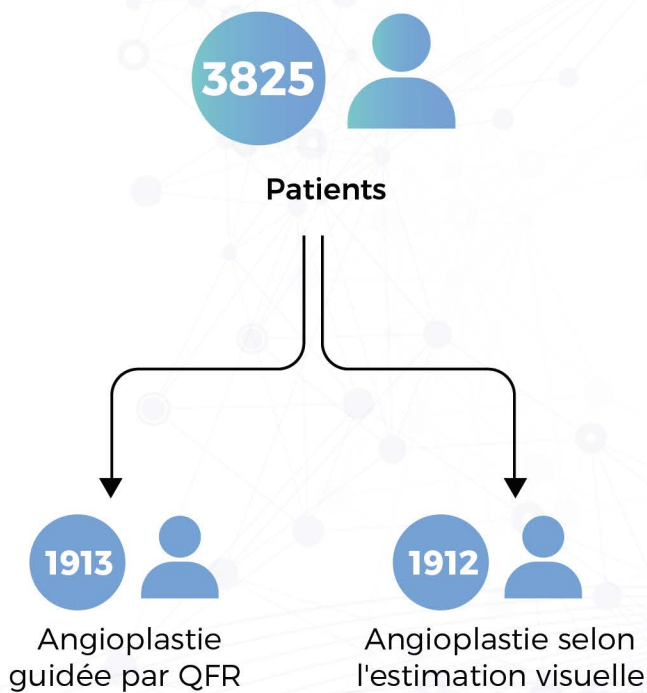 3825
Patients
1913
Angioplastie
guidée par QFR
1912
Angioplastie selon
l'estimation visuelle